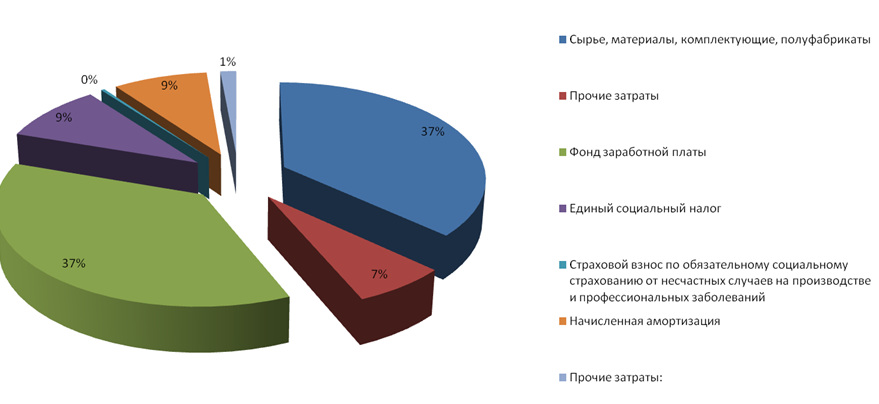 1%
0%
9%
9%
37%
37%
7%
Сырье, материалы, комплектующие, полуфабрикаты
Прочие затраты
Фонд заработной платы
Единый социальный налог
Страховой взнос по обязательному социальному
страхованию от несчастных случаев на производстве
и профессиональных заболеваний
Начисленная амортизация
Прочие затраты: